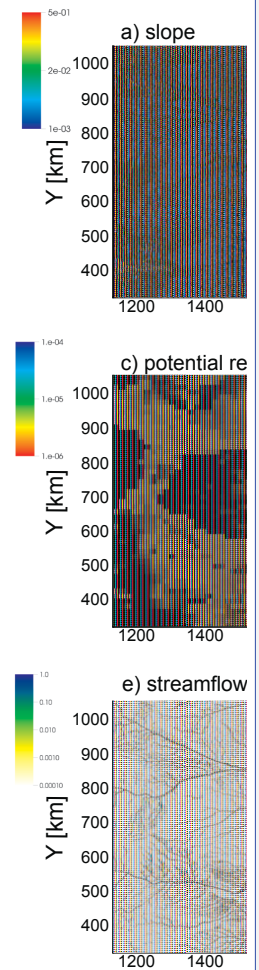 5e-01
2e-02
1e-03
a) slope
Y [km]
1000
900
800
700
600
500
400
1200 1400
1.e-04
1.e-05
1.e-06
c) potential re
Y [km]
1000
900
800
700
600
500
400
1200 1400
1.0
0.10
0.010
0.0010
0.00010
e) streamflow
Y [km]
1000
900
800
700
600
500
400
1200 1400